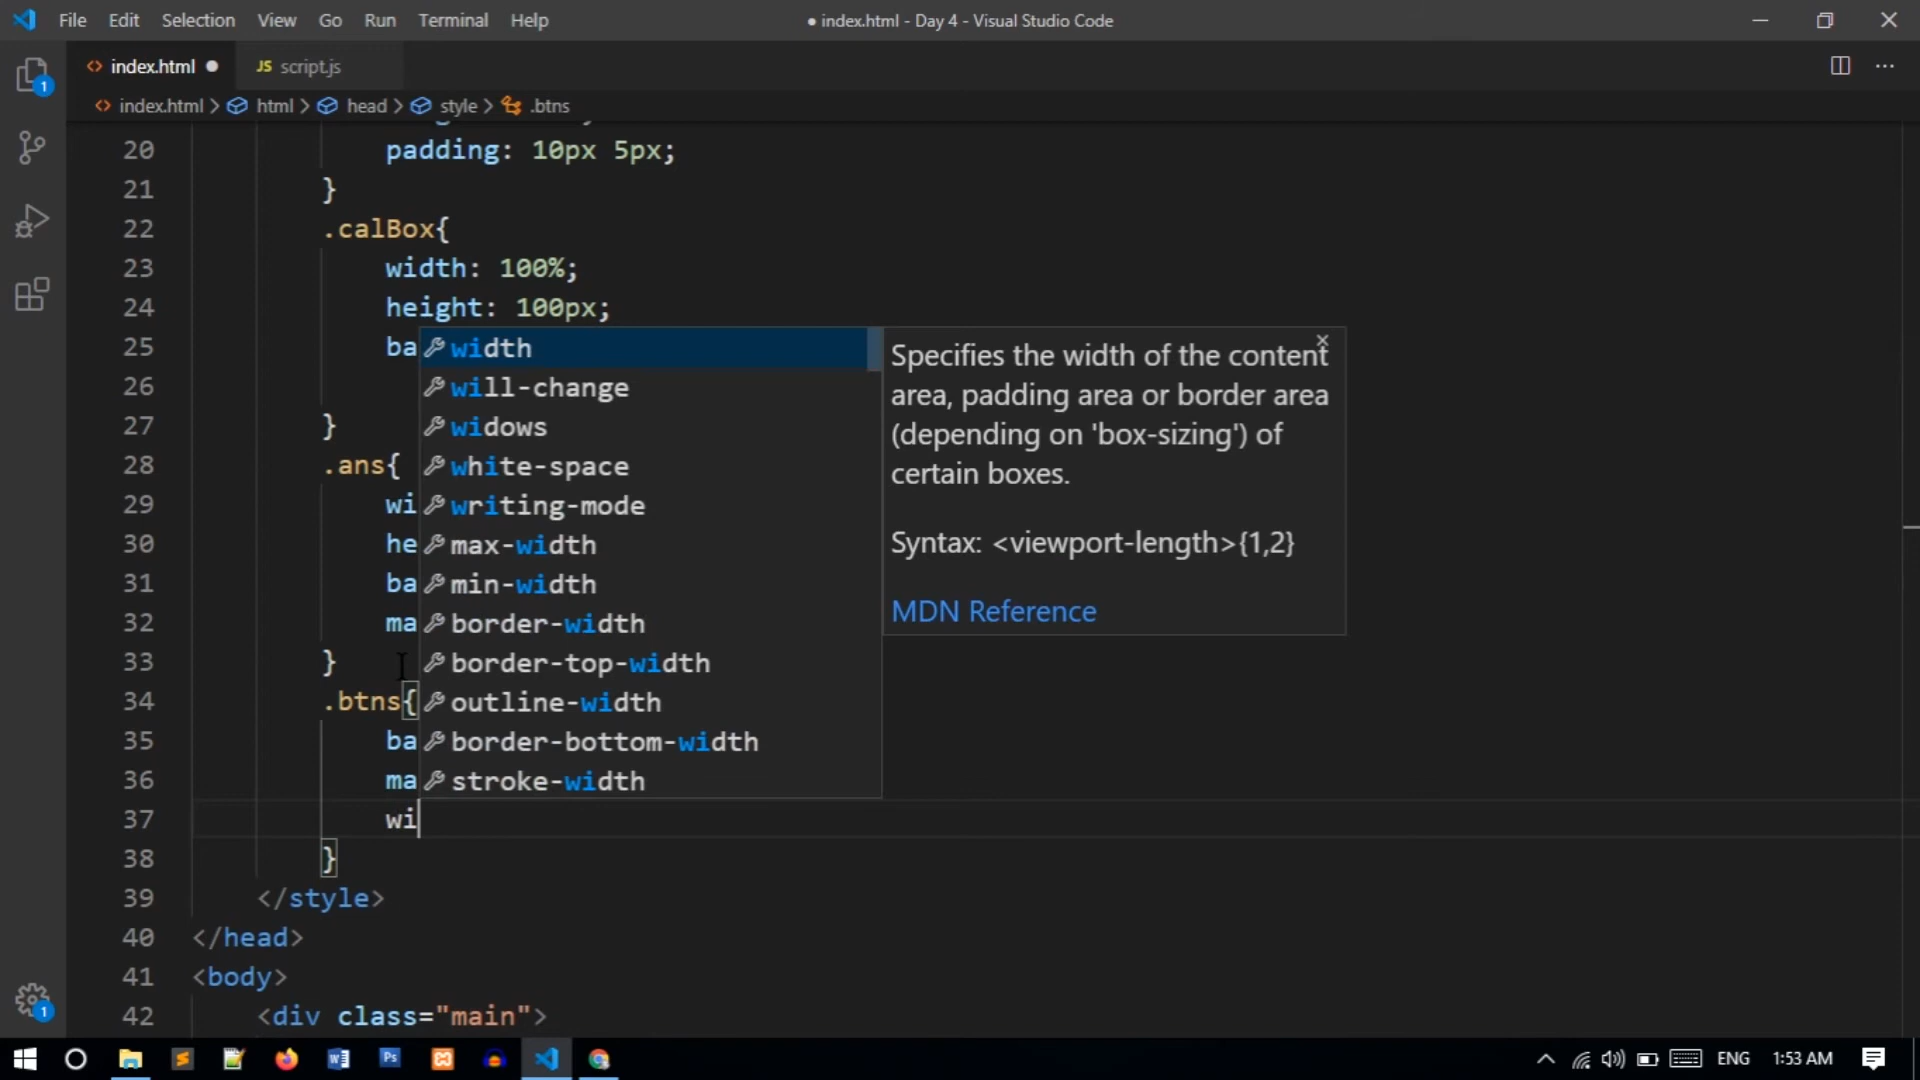 File Edit Selection View Go Run Terminal Help
● index.html - Day 4 - Visual Studio Code
index.html ●
JS script.js
index.html > html > head > style > .btns
20 padding: 10px 5px;
21 }
22 .calBox{
23 width: 100%;
24 height: 100px;
25 ba
26
27 }
28 .ans{
29 wi
30 he
31 ba
32 ma
33 }
34 .btns{
35 ba
36 ma
37 wi
38 }
39 </style>
40 </head>
41 <body>
42 <div class="main">
width
will-change
widows
white-space
writing-mode
max-width
min-width
border-width
border-top-width
outline-width
border-bottom-width
stroke-width
Specifies the width of the content
area, padding area or border area
(depending on 'box-sizing') of
certain boxes.
Syntax: <viewport-length>{1,2}
MDN Reference
1
1
Ps
ENG
1:53 AM